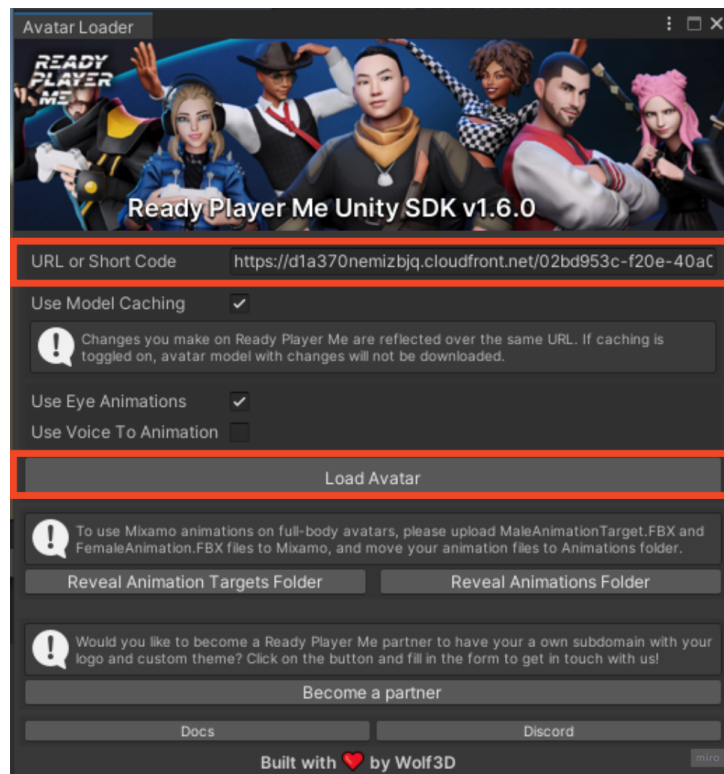 Avatar Loader
READY
PLAYER
ME
Ready Player Me Unity SDK v1.6.0
URL or Short Code https://d1a370nemizbjq.cloudfront.net/02bd953c-f20e-40a0
Use Model Caching
Changes you make on Ready Player Me are reflected over the same URL. If caching is
toggled on, avatar model with changes will not be downloaded.
Use Eye Animations
Use Voice To Animation
Load Avatar
To use Mixamo animations on full-body avatars, please upload MaleAnimationTarget.FBX and
FemaleAnimation.FBX files to Mixamo, and move your animation files to Animations folder.
Reveal Animation Targets Folder Reveal Animations Folder
Would you like to become a Ready Player Me partner to have your a own subdomain with your
logo and custom theme? Click on the button and fill in the form to get in touch with us!
Become a partner
Docs Discord
Built with ❤ by Wolf3D
miro